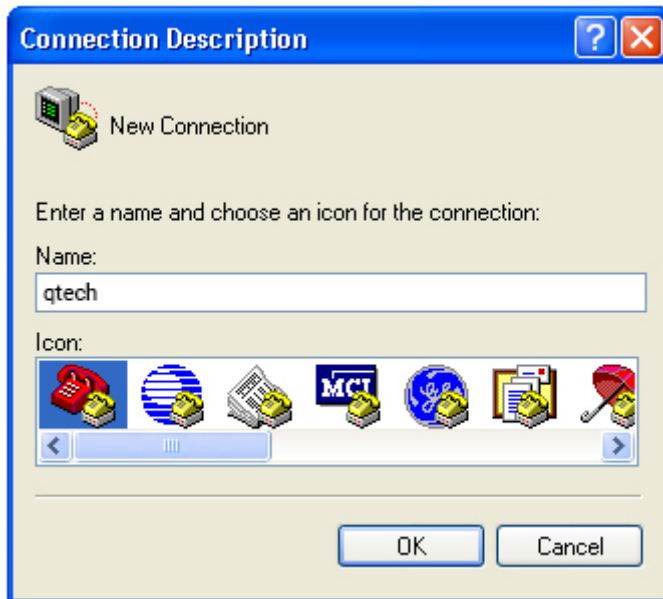 Connection Description
New Connection
Enter a name and choose an icon for the connection:
Name:
qtech
Icon:
MCI
OK
Cancel